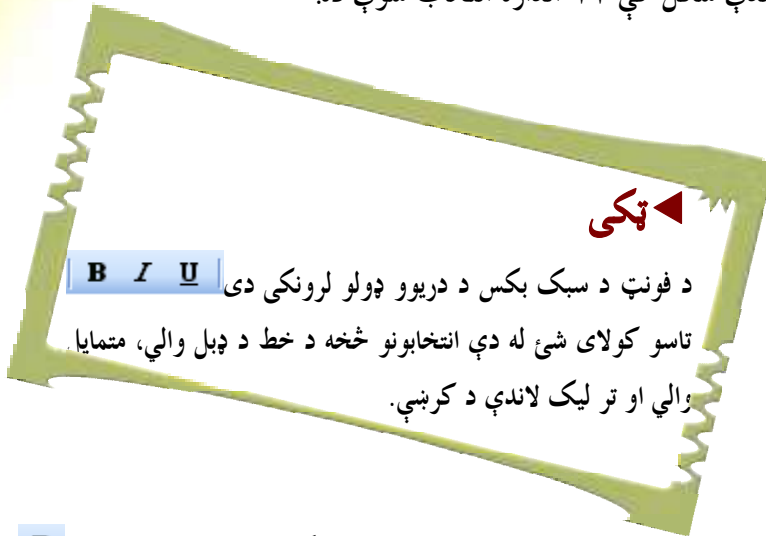 ټکی
د فونټ د سبک بکس د دریوو ډولو لرونکی دی B I U
تاسو کولای شئ له دې انتخابونو څخه د خط د ډبل والي، متمایل
والي او تر لیک لاندې د کرښې.